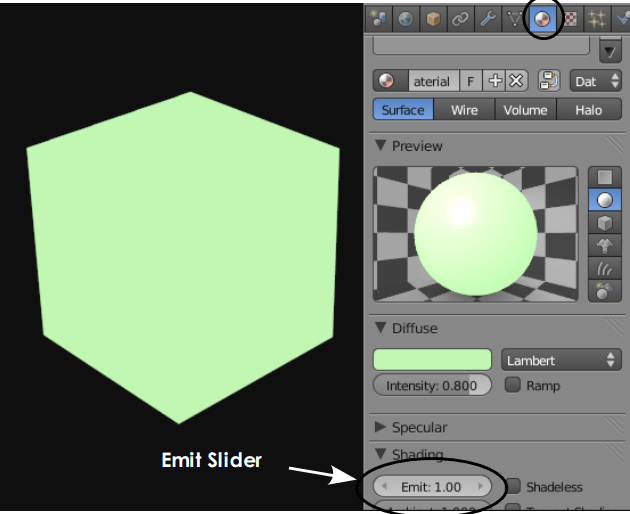 aterial F Dat
Surface Wire Volume Halo
Preview
Diffuse
Lambert
Intensity: 0.800 Ramp
Specular
Shading
Emit Slider
Emit: 1.00 Shadeless